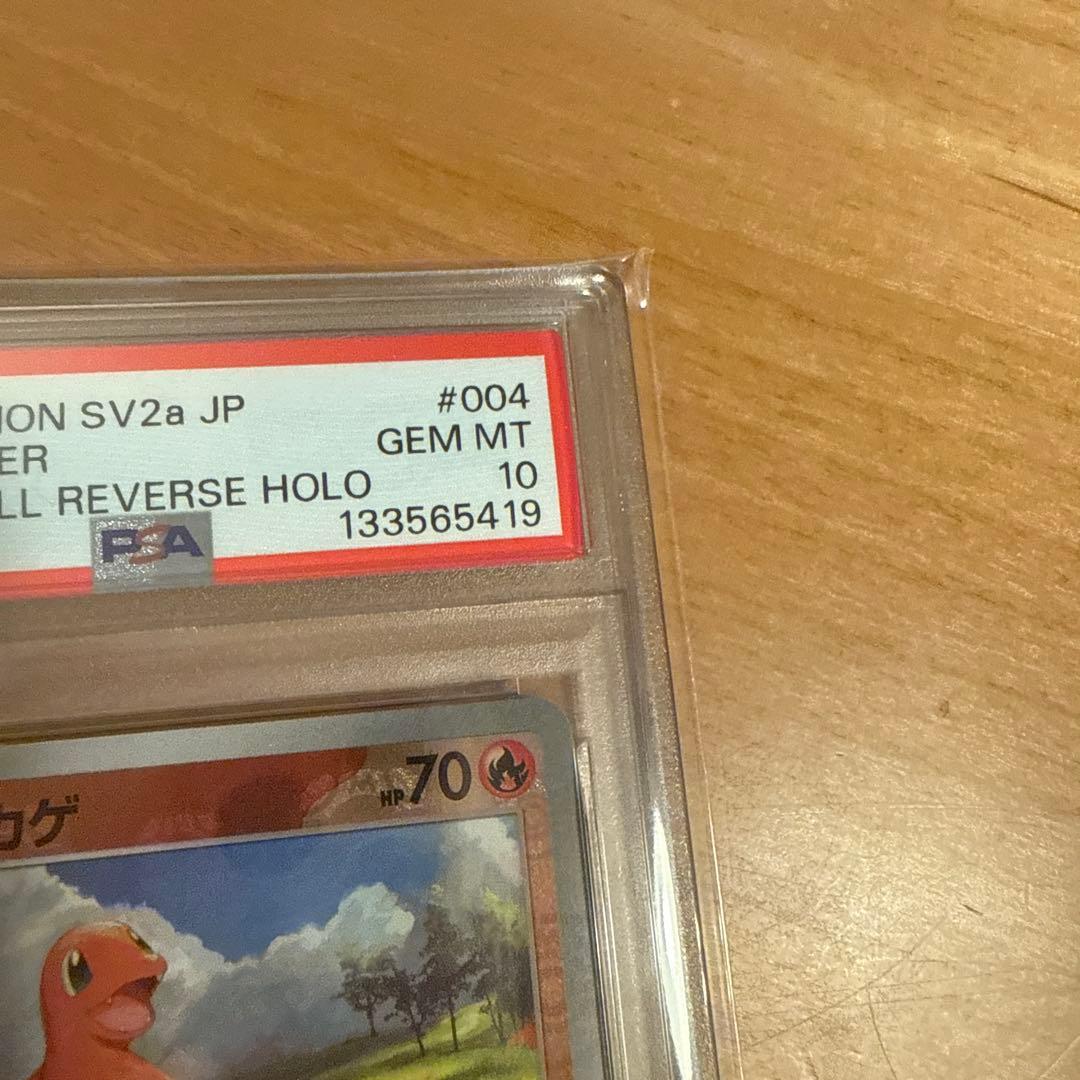 ION SV2a JP #004
ER GEM MT
LL REVERSE HOLO 10
PSA 133565419
カゲ HP70